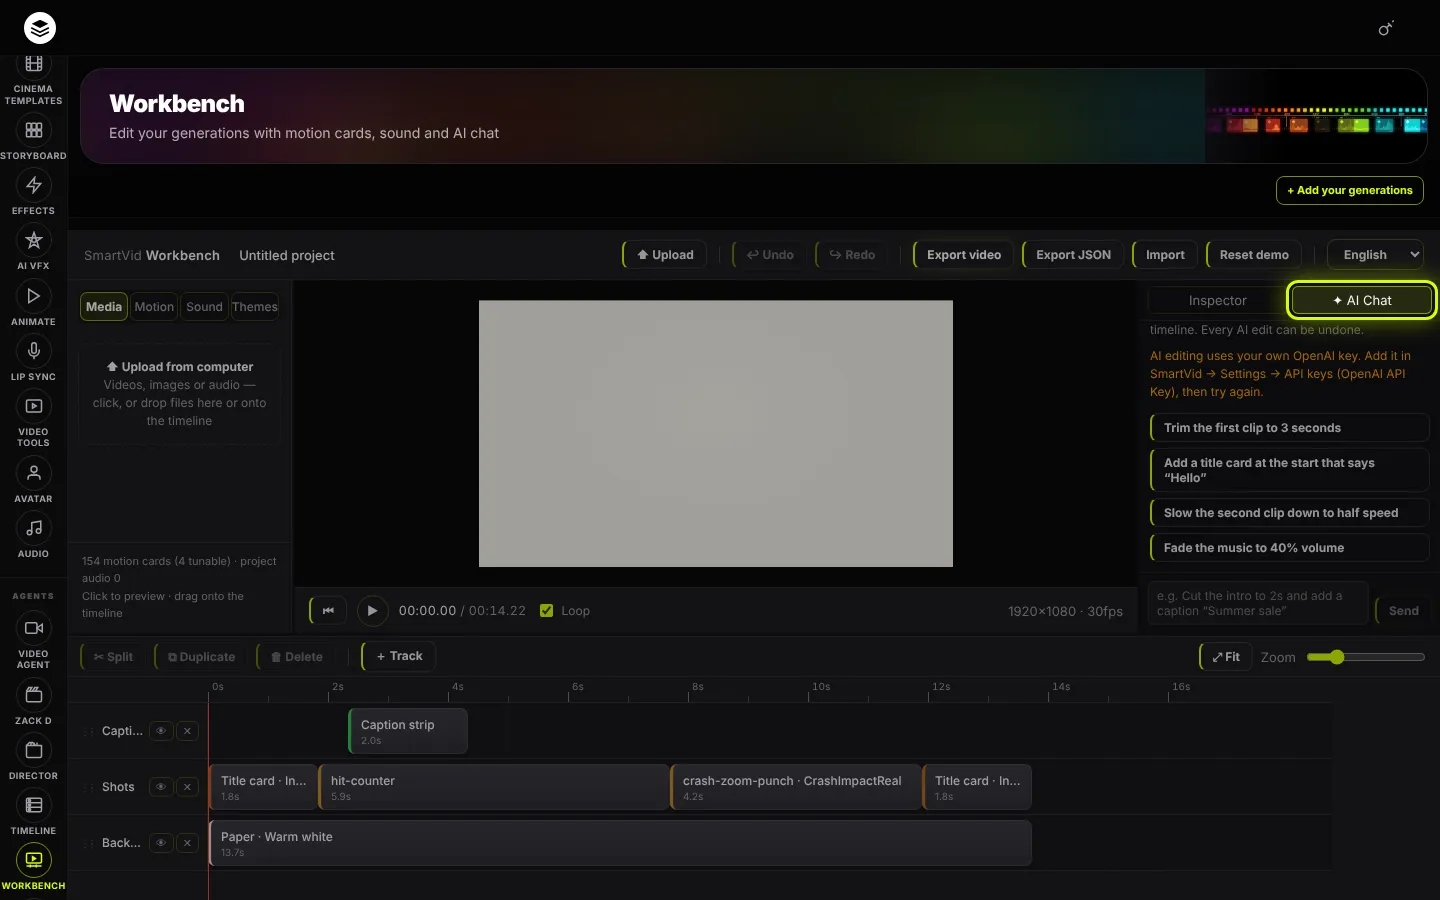 Workbench
Edit your generations with motion cards, sound and AI chat
+ Add your generations
CINEMA
TEMPLATES
STORYBOARD
EFFECTS
AI VFX
ANIMATE
LIP SYNC
VIDEO
TOOLS
AVATAR
AUDIO
AGENTS
VIDEO
AGENT
ZACK D
DIRECTOR
TIMELINE
WORKBENCH
SmartVid Workbench
Untitled project
Upload
Undo
Redo
Export video
Export JSON
Import
Reset demo
English
Media
Motion
Sound
Themes
Upload from computer
Videos, images or audio —
click, or drop files here or onto
the timeline
154 motion cards (4 tunable) · project
audio 0
Click to preview · drag onto the
timeline
00:00.00 / 00:14.22
Loop
1920×1080 · 30fps
Inspector
✦ AI Chat
timeline. Every AI edit can be undone.
AI editing uses your own OpenAI key. Add it in
SmartVid → Settings → API keys (OpenAI API
Key), then try again.
Trim the first clip to 3 seconds
Add a title card at the start that says
“Hello”
Slow the second clip down to half speed
Fade the music to 40% volume
e.g. Cut the intro to 2s and add a
caption “Summer sale”
Send
Split
Duplicate
Delete
+ Track
Fit
Zoom
0s
2s
4s
6s
8s
10s
12s
14s
16s
Capti...
Caption strip
2.0s
Shots
Title card · In...
1.8s
hit-counter
5.9s
crash-zoom-punch · CrashImpactReal
4.2s
Title card · In...
1.8s
Back...
Paper · Warm white
13.7s